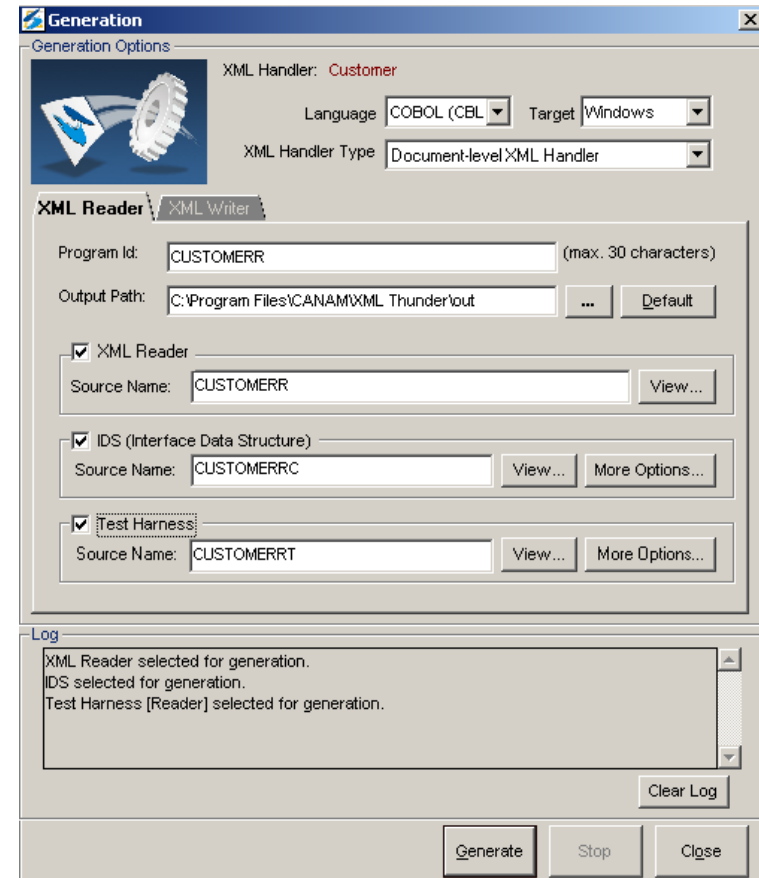 Generation
Generation Options
XML Handler: Customer
Language COBOL (CBL Target Windows
XML Handler Type Document-level XML Handler
XML Reader XML Writer
Program Id: CUSTOMERR (max. 30 characters)
Output Path: C:\Program Files\CANAM\XML Thunder\out ... Default
XML Reader
Source Name: CUSTOMERR View...
IDS (Interface Data Structure)
Source Name: CUSTOMERRC View... More Options...
Test Harness
Source Name: CUSTOMERRT View... More Options...
Log
XML Reader selected for generation.
IDS selected for generation.
Test Harness [Reader] selected for generation.
Clear Log
Generate Stop Close